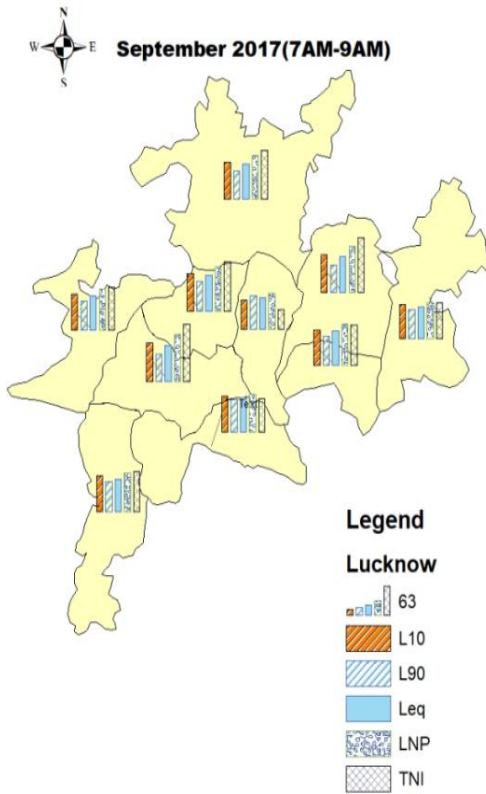 N
W E
S
September 2017(7AM-9AM)
Text
Legend
Lucknow
63
L10
L90
Leq
LNP
TNI